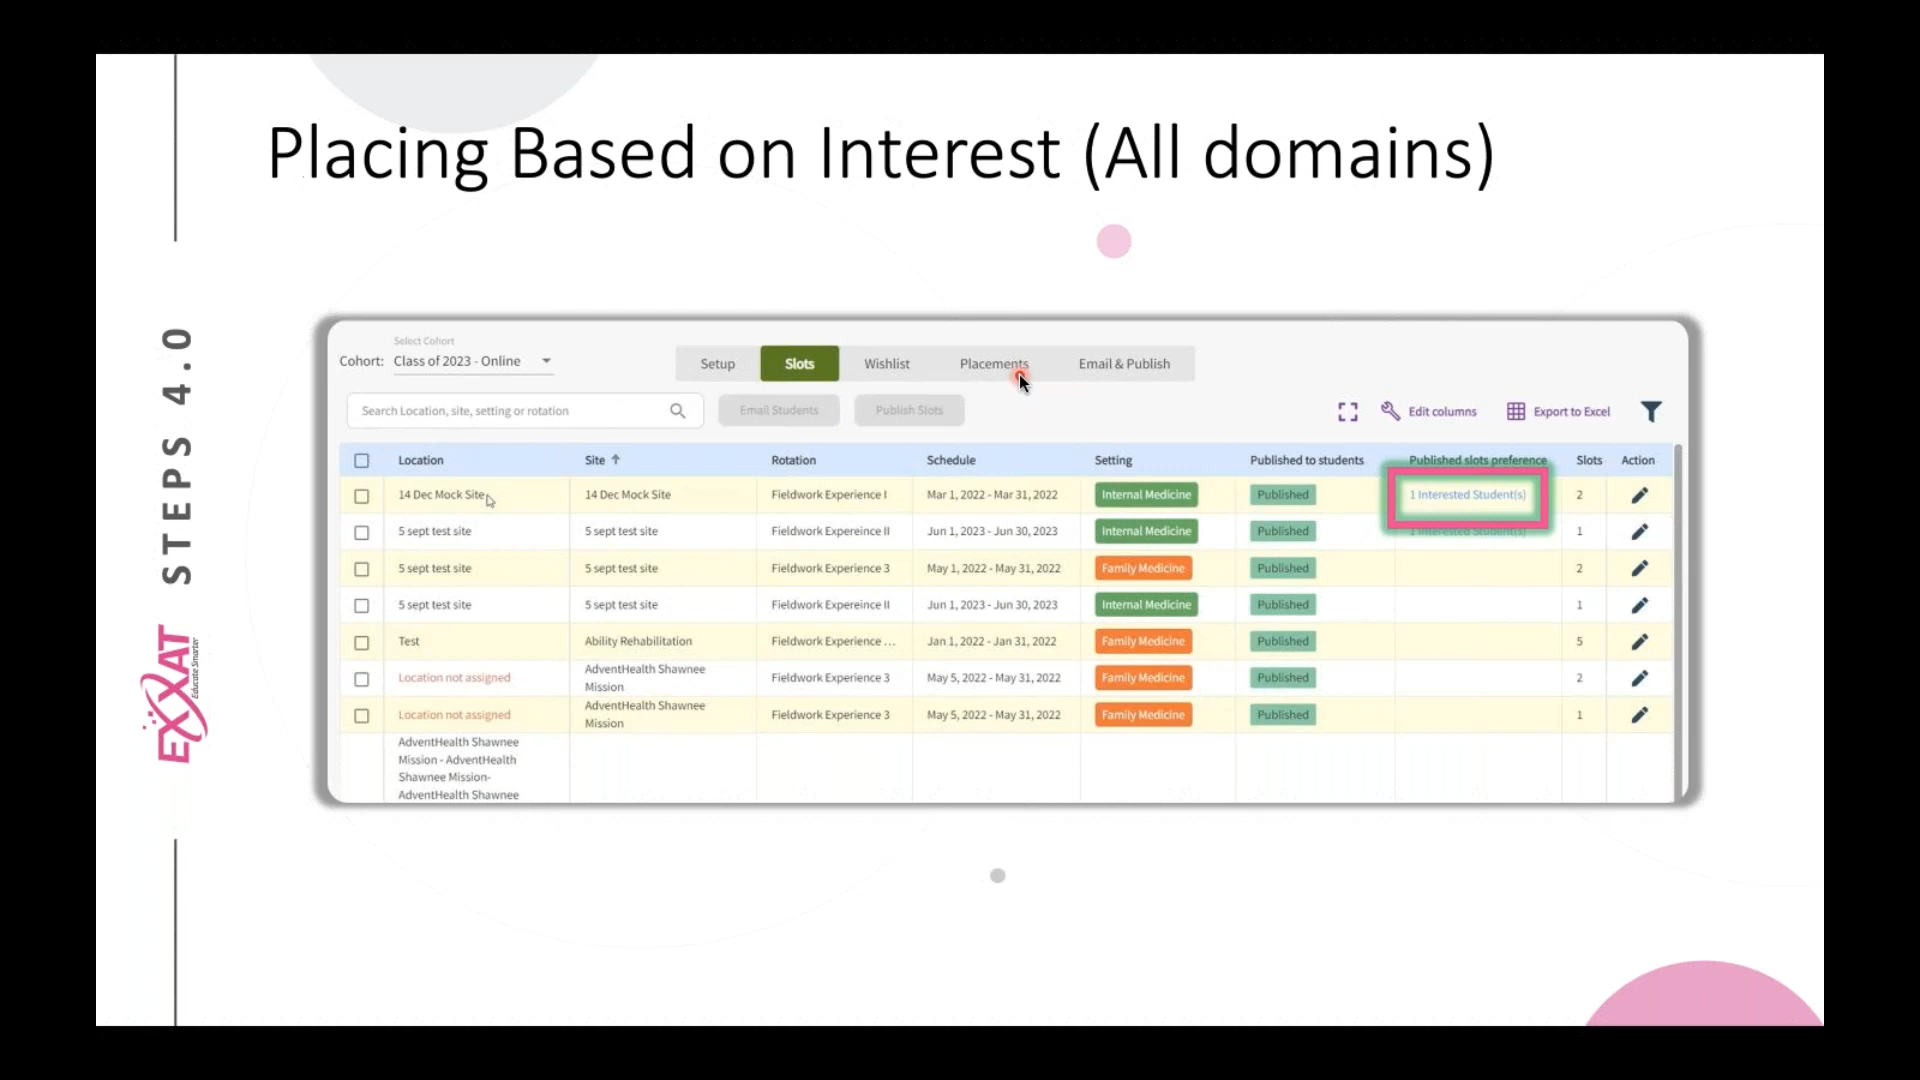 Placing Based on Interest (All domains)
STEPS 4.0
EXXAT
Educate Smarter
Select Cohort
Cohort: Class of 2023 - Online
Setup Slots Wishlist Placements Email & Publish
Search Location, site, setting or rotation Email Students Publish Slots Edit columns Export to Excel
Location Site Rotation Schedule Setting Published to students Published slots preference Slots Action
14 Dec Mock Site 14 Dec Mock Site Fieldwork Experience I Mar 1, 2022 - Mar 31, 2022 Internal Medicine Published 1 Interested Student(s) 2
5 sept test site 5 sept test site Fieldwork Expereince II Jun 1, 2023 - Jun 30, 2023 Internal Medicine Published 1 Interested Student(s) 1
5 sept test site 5 sept test site Fieldwork Experience 3 May 1, 2022 - May 31, 2022 Family Medicine Published 2
5 sept test site 5 sept test site Fieldwork Expereince II Jun 1, 2023 - Jun 30, 2023 Internal Medicine Published 1
Test Ability Rehabilitation Fieldwork Experience ... Jan 1, 2022 - Jan 31, 2022 Family Medicine Published 5
Location not assigned AdventHealth Shawnee Mission Fieldwork Experience 3 May 5, 2022 - May 31, 2022 Family Medicine Published 2
Location not assigned AdventHealth Shawnee Mission Fieldwork Experience 3 May 5, 2022 - May 31, 2022 Family Medicine Published 1
AdventHealth Shawnee
Mission - AdventHealth
Shawnee Mission-
AdventHealth Shawnee